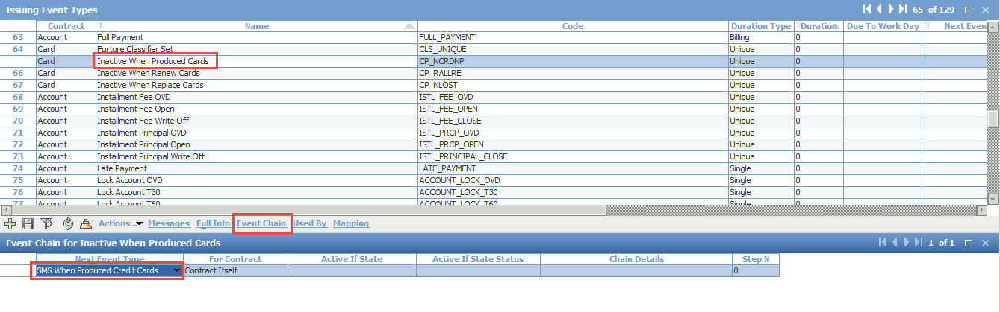 Issuing Event Types 65 of 129
Contract 1 Name Code Duration Type 2 Duration Due To Work Day 3 Next Even
63 Account Full Payment FULL_PAYMENT Billing 0
64 Card Furture Classifier Set CLS_UNIQUE Unique 0
Card Inactive When Produced Cards CP_NCRDNP Unique 0
66 Card Inactive When Renew Cards CP_RALLRE Unique 0
67 Card Inactive When Replace Cards CP_NLOST Unique 0
68 Account Installment Fee OVD ISTL_FEE_OVD Unique 0
69 Account Installment Fee Open ISTL_FEE_OPEN Unique 0
70 Account Installment Fee Write Off ISTL_FEE_CLOSE Unique 0
71 Account Installment Principal OVD ISTL_PRCP_OVD Unique 0
72 Account Installment Principal Open ISTL_PRCP_OPEN Unique 0
73 Account Installment Principal Write Off ISTL_PRINCIPAL_CLOSE Unique 0
74 Account Late Payment LATE_PAYMENT Single 0
75 Account Lock Account OVD ACCOUNT_LOCK_OVD Single 0
76 Account Lock Account T30 ACCOUNT_LOCK_T30 Single 0
77 Account Lock Account T60 ACCOUNT_LOCK_T60 Single 0
Actions... Messages Full Info Event Chain Used By Mapping
Event Chain for Inactive When Produced Cards 1 of 1
Next Event Type For Contract Active If State Active If State Status Chain Details Step N
SMS When Produced Credit Cards Contract Itself 0